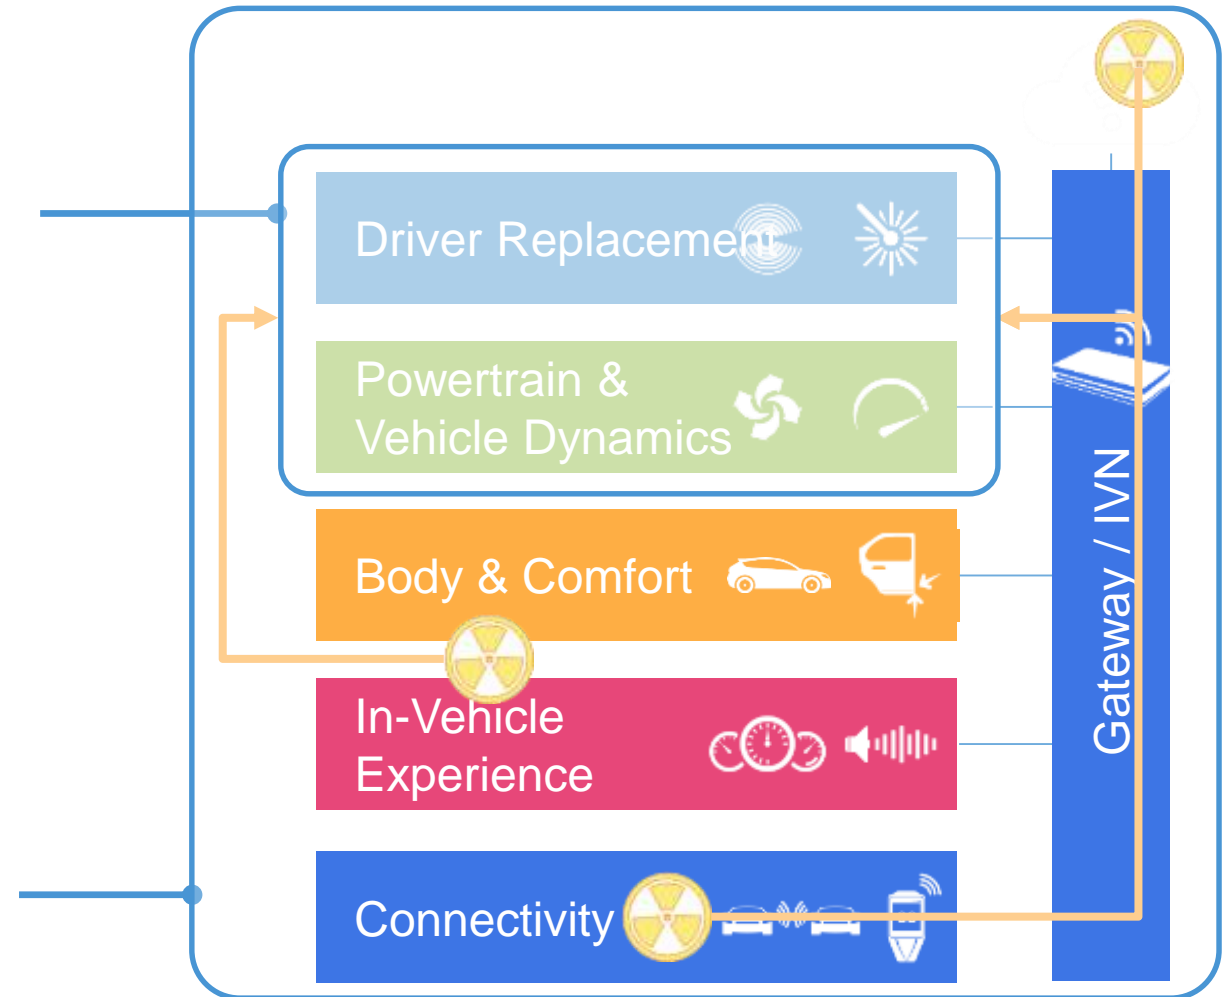 Driver Replacement
Powertrain &
Vehicle Dynamics
Body & Comfort
In-Vehicle
Experience
Connectivity
Gateway / IVN